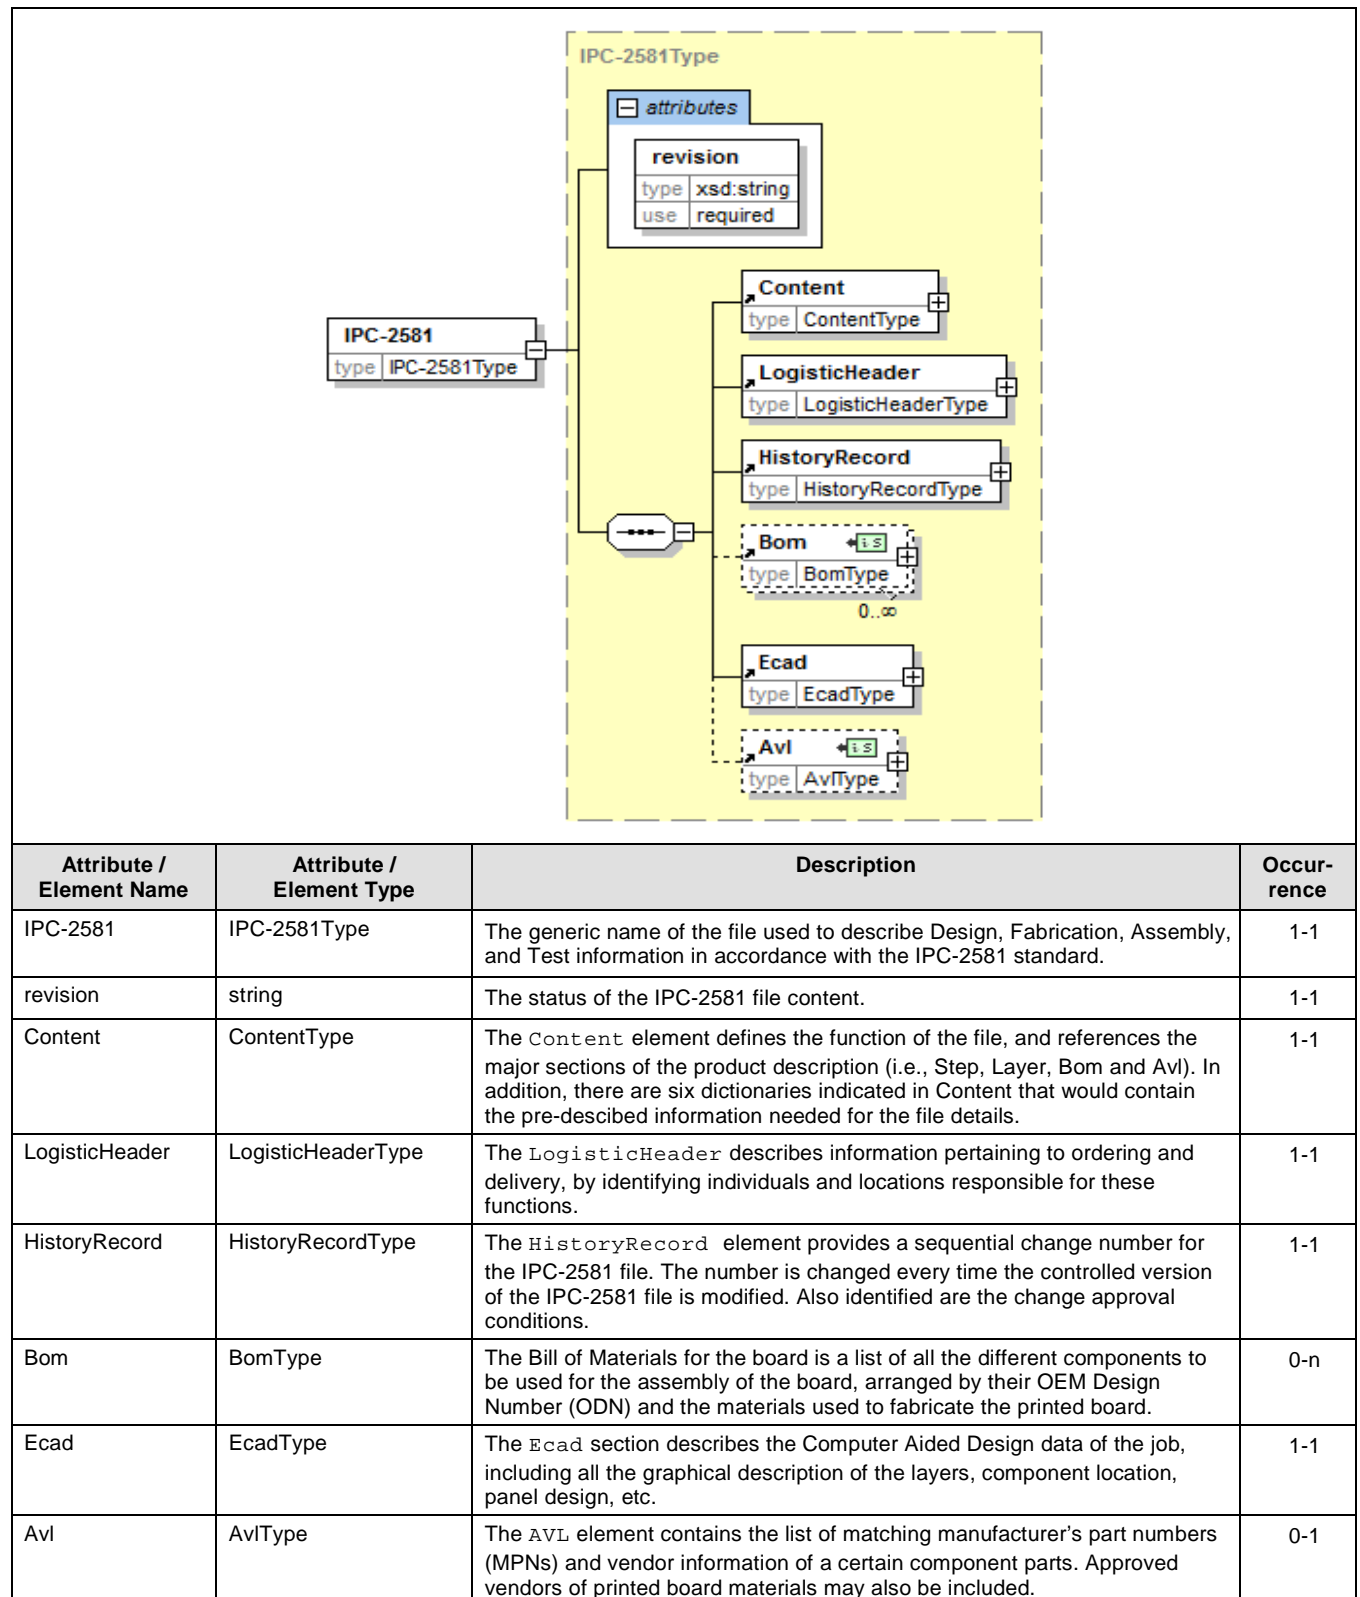 IPC-2581Type
attributes
revision
type xsd:string
use required
Content
type ContentType
IPC-2581
type IPC-2581Type
LogisticHeader
type LogisticHeaderType
HistoryRecord
type HistoryRecordType
Bom is
type BomType
0..∞
Ecad
type EcadType
Avl is
type AvlType
Attribute / Element Name
Attribute / Element Type
Description
Occur-rence
IPC-2581 IPC-2581Type The generic name of the file used to describe Design, Fabrication, Assembly, 1-1
and Test information in accordance with the IPC-2581 standard.
revision string The status of the IPC-2581 file content. 1-1
Content ContentType The Content element defines the function of the file, and references the 1-1
major sections of the product description (i.e., Step, Layer, Bom and Avl). In
addition, there are six dictionaries indicated in Content that would contain
the pre-descibed information needed for the file details.
LogisticHeader LogisticHeaderType The LogisticHeader describes information pertaining to ordering and 1-1
delivery, by identifying individuals and locations responsible for these
functions.
HistoryRecord HistoryRecordType The HistoryRecord element provides a sequential change number for 1-1
the IPC-2581 file. The number is changed every time the controlled version
of the IPC-2581 file is modified. Also identified are the change approval
conditions.
Bom BomType The Bill of Materials for the board is a list of all the different components to 0-n
be used for the assembly of the board, arranged by their OEM Design
Number (ODN) and the materials used to fabricate the printed board.
Ecad EcadType The Ecad section describes the Computer Aided Design data of the job, 1-1
including all the graphical description of the layers, component location,
panel design, etc.
Avl AvlType The AVL element contains the list of matching manufacturer's part numbers 0-1
(MPNs) and vendor information of a certain component parts. Approved
vendors of printed board materials may also be included.